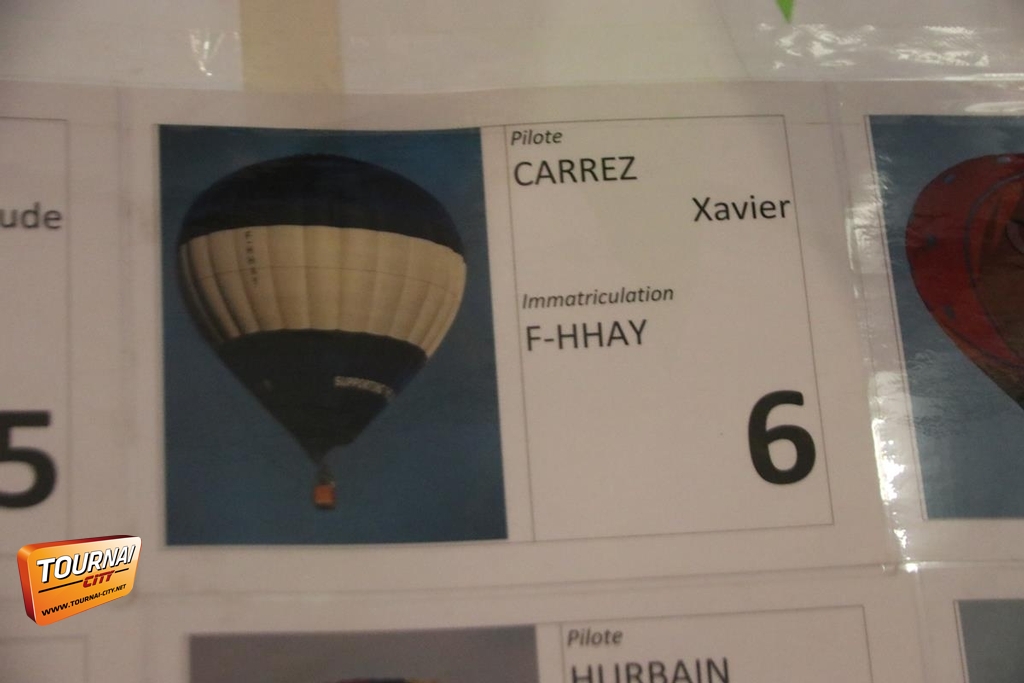 Pilote
CARREZ
Xavier
Immatriculation
F-HHAY
6
ude
5
TOURNAI
CITY
WWW.TOURNAI-CITY.NET
Pilote
HURBAIN